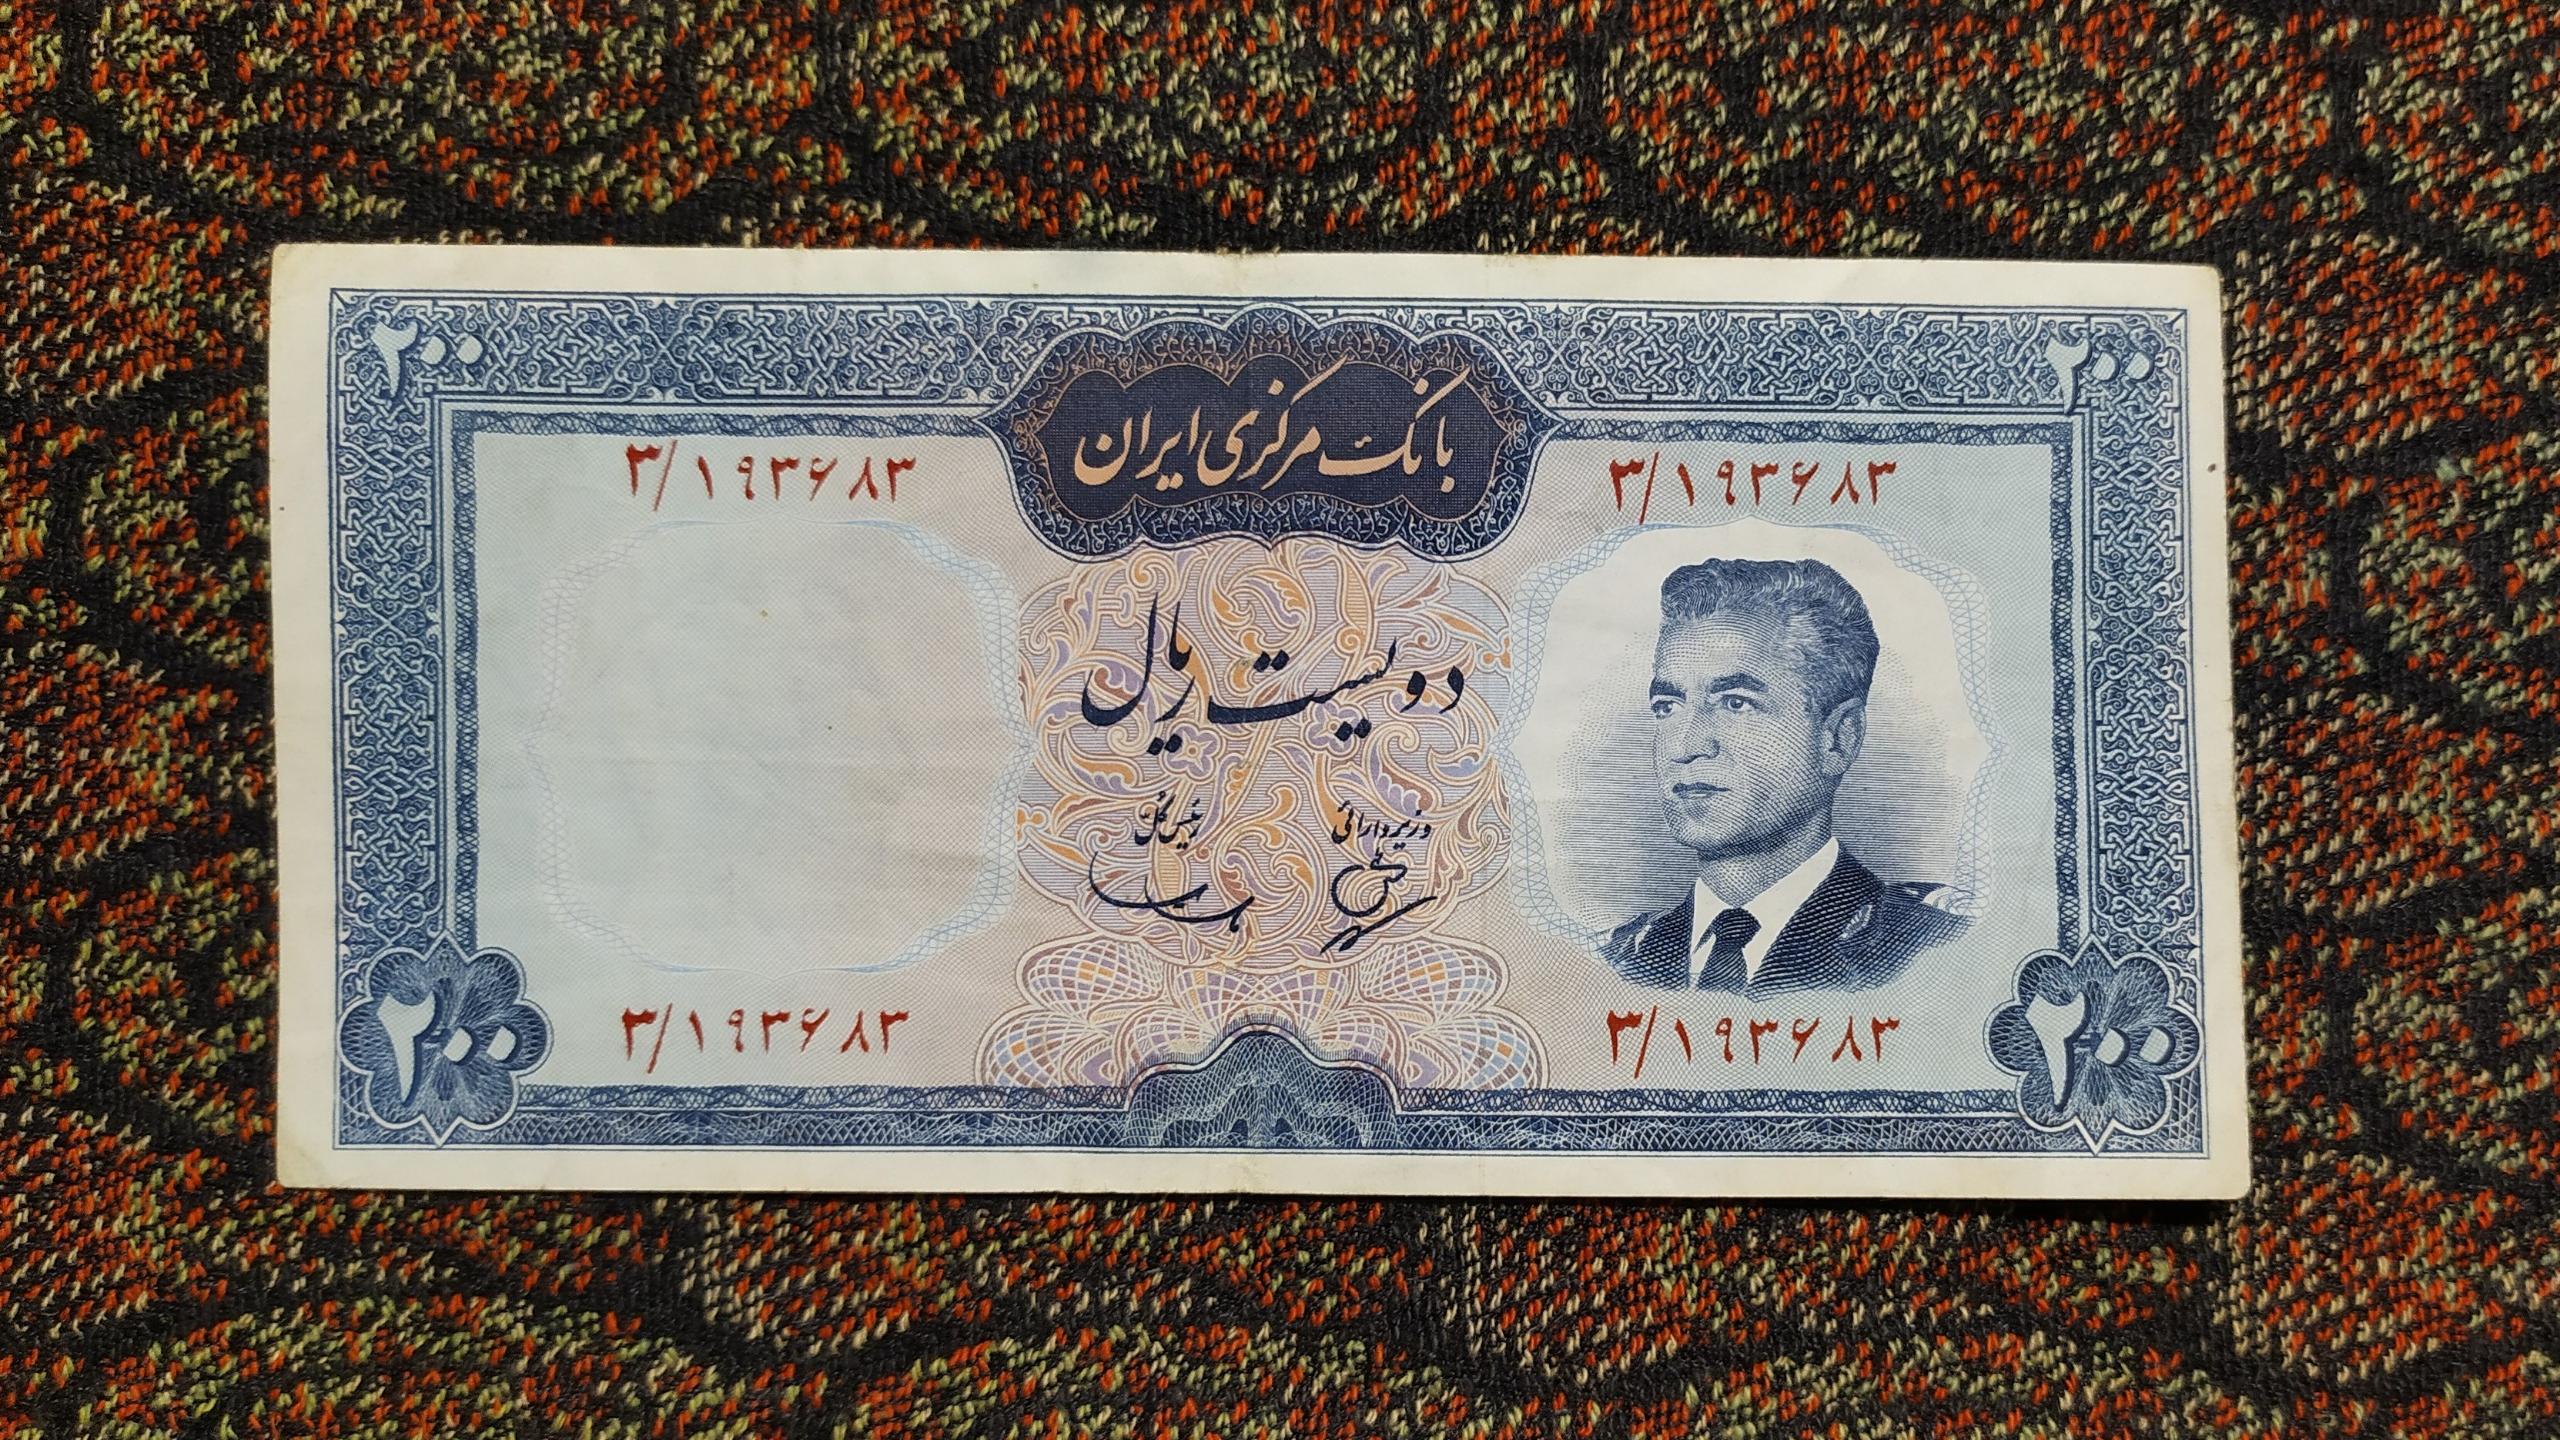 ۲۰۰
۲۰۰
بانک مرکزی ایران
۳/۱۹۳۶۸۳
۳/۱۹۳۶۸۳
دویست ریال
وزیر دارائی
رئیس کل
۳/۱۹۳۶۸۳
۳/۱۹۳۶۸۳
۲۰۰
۲۰۰